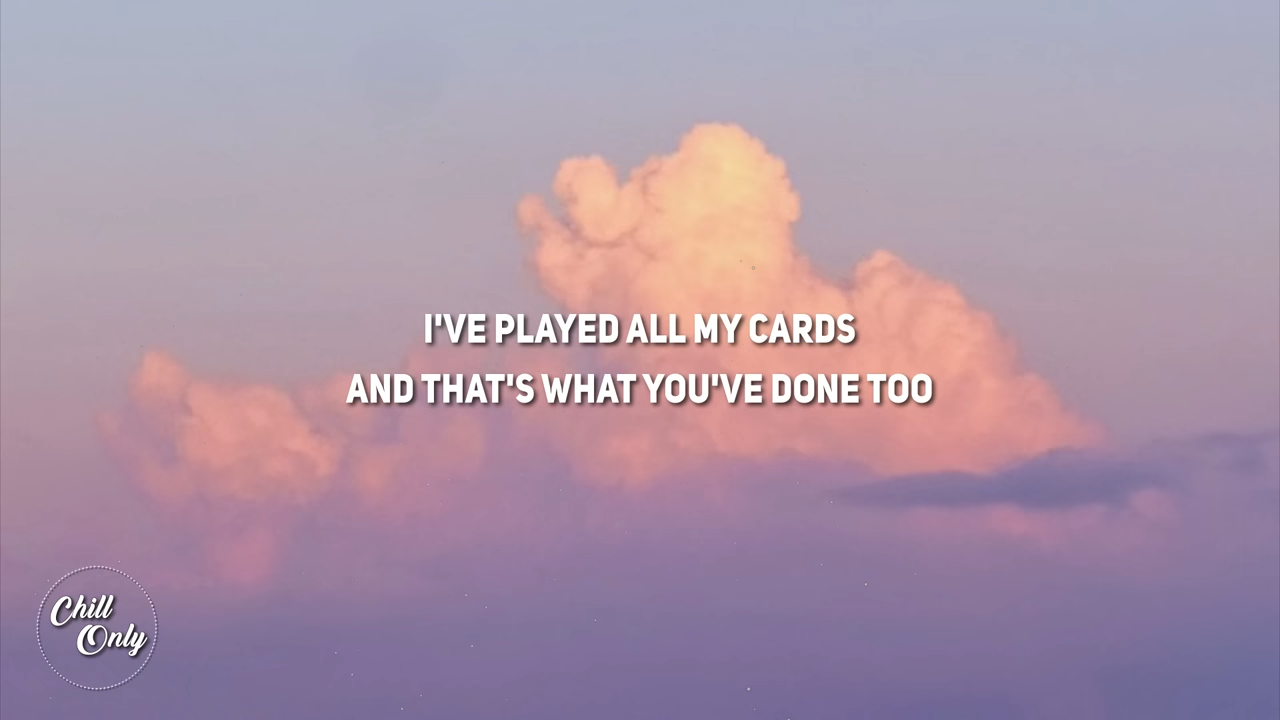 I'VE PLAYED ALL MY CARDS
AND THAT'S WHAT YOU'VE DONE TOO
Chill
Only